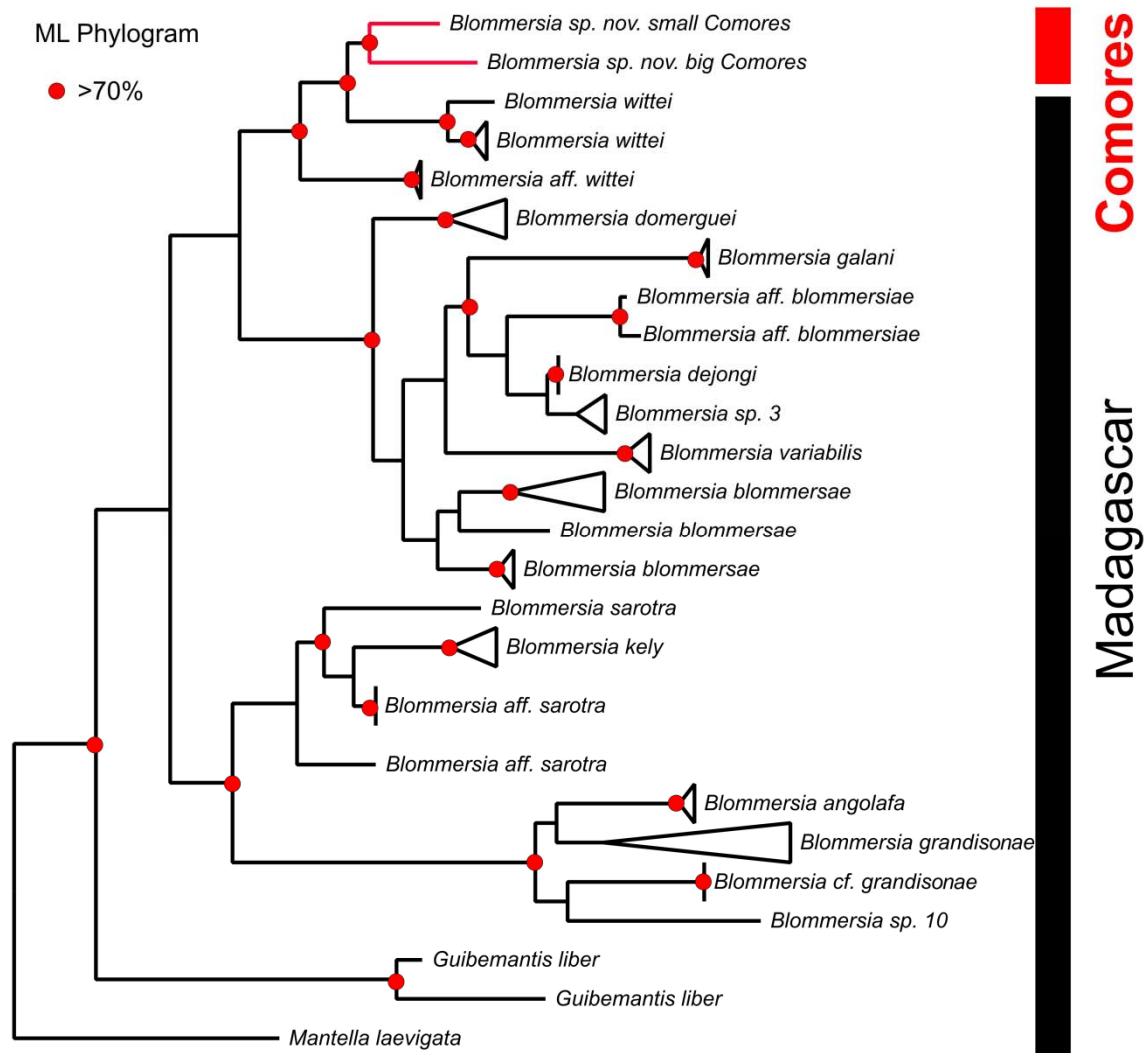 ML Phylogram
>70%
Blommersia sp. nov. small Comores
Blommersia sp. nov. big Comores
Blommersia wittei
Blommersia wittei
Blommersia aff. wittei
Blommersia domerguei
Blommersia galani
Blommersia aff. blommersiae
Blommersia aff. blommersiae
Blommersia dejongi
Blommersia sp. 3
Blommersia variabilis
Blommersia blommersae
Blommersia blommersae
Blommersia blommersae
Blommersia sarotra
Blommersia kely
Blommersia aff. sarotra
Blommersia aff. sarotra
Blommersia angolafa
Blommersia grandisonae
Blommersia cf. grandisonae
Blommersia sp. 10
Guibemantis liber
Guibemantis liber
Mantella laevigata
Comores
Madagascar